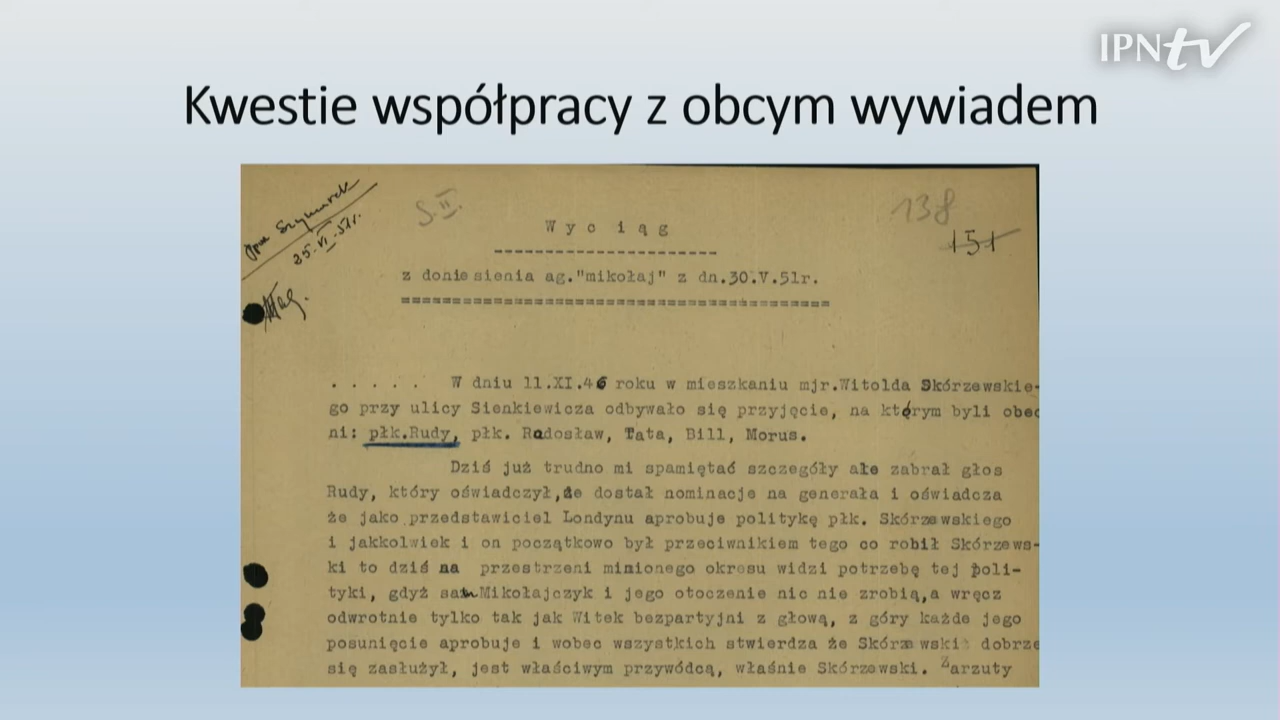 IPNtv
Kwestie współpracy z obcym wywiadem
Szymurek
25.VI.51r.
S.II.
138
151
W y c i ą g
z doniesienia ag."mikołaj" z dn.30.V.51r.
. . . . . W dniu 11.XI.46 roku w mieszkaniu mjr.Witolda Skórzewskie-
go przy ulicy Sienkiewicza odbywało się przyjęcie, na którym byli obec
ni: płk.Rudy, płk. Radosław, Tata, Bill, Morus.
Dziś już trudno mi spamiętać szczegóły ale zabrał głos
Rudy, który oświadczył,że dostał nominacje na generała i oświadcza
że jako przedstawiciel Londynu aprobuje politykę płk. Skórzewskiego
i jakkolwiek i on początkowo był przeciwnikiem tego co robił Skórzews-
ki to dziś na przestrzeni minionego okresu widzi potrzebę tej poli-
tyki, gdyż sam Mikołajczyk i jego otoczenie nic nie zrobią,a wręcz
odwrotnie tylko tak jak Witek bezpartyjni z głową, z góry każde jego
posunięcie aprobuje i wobec wszystkich stwierdza że Skórzewski dobrze
się zasłużył, jest właściwym przywódcą, właśnie Skórzewski. Zarzuty